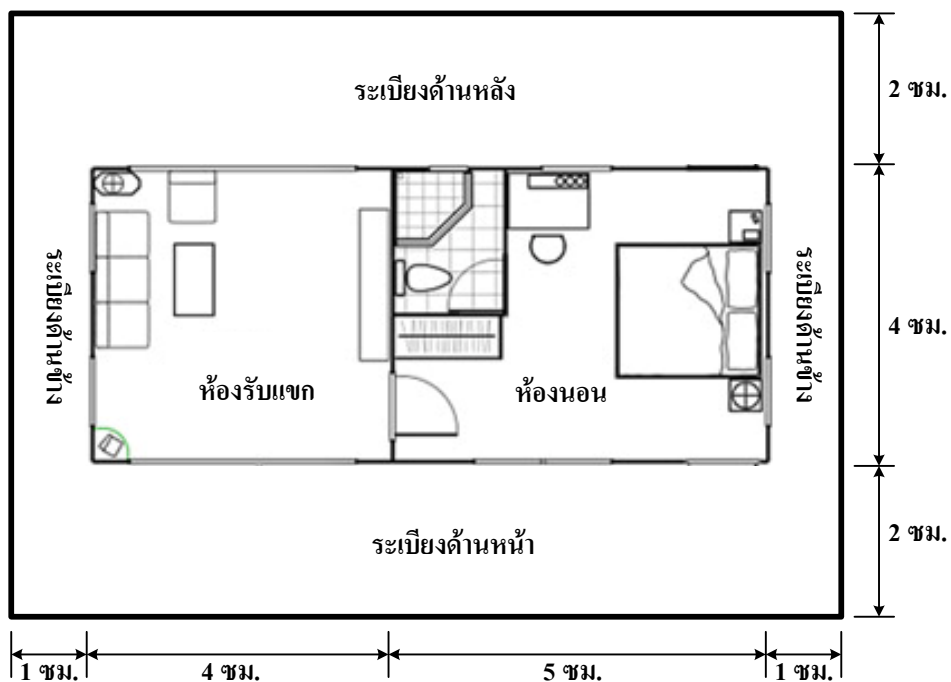 ระเบียงด้านหลัง
2 ซม.
ระเบียงด้านข้าง
ระเบียงด้านข้าง
4 ซม.
ห้องรับแขก
ห้องนอน
ระเบียงด้านหน้า
2 ซม.
1 ซม.
4 ซม.
5 ซม.
1 ซม.